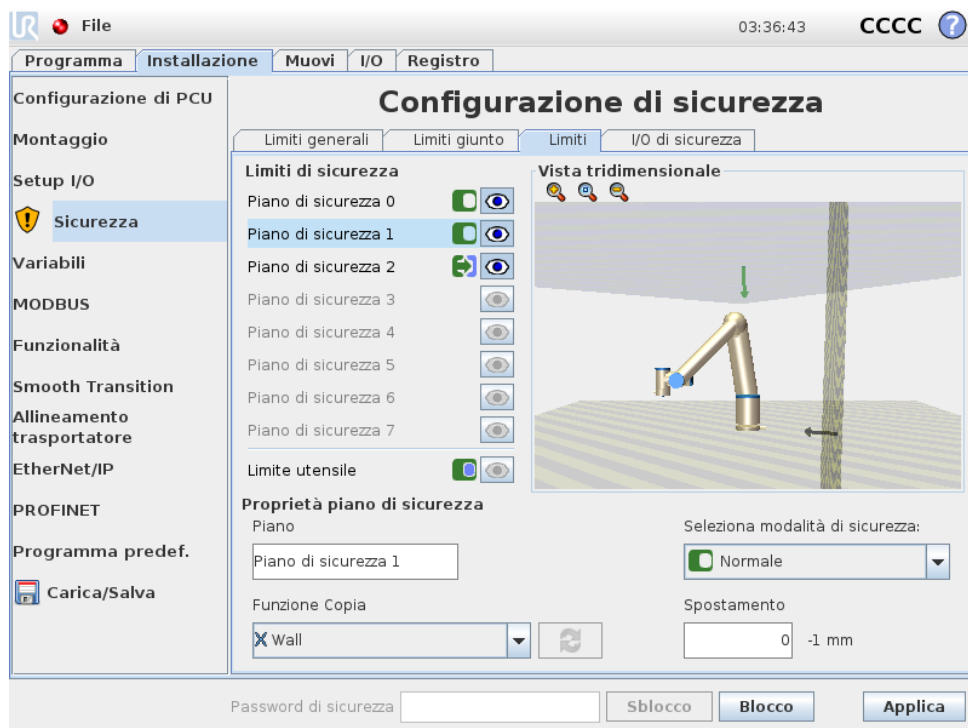 UR File 03:36:43 CCCC ?
Programma Installazione Muovi I/O Registro
Configurazione di PCU
Montaggio
Setup I/O
Sicurezza
Variabili
MODBUS
Funzionalità
Smooth Transition
Allineamento
trasportatore
EtherNet/IP
PROFINET
Programma predef.
Carica/Salva
Configurazione di sicurezza
Limiti generali Limiti giunto Limiti I/O di sicurezza
Limiti di sicurezza
Piano di sicurezza 0
Piano di sicurezza 1
Piano di sicurezza 2
Piano di sicurezza 3
Piano di sicurezza 4
Piano di sicurezza 5
Piano di sicurezza 6
Piano di sicurezza 7
Limite utensile
Vista tridimensionale
Proprietà piano di sicurezza
Piano
Piano di sicurezza 1
Seleziona modalità di sicurezza:
Normale
Funzione Copia
Wall
Spostamento
0 -1 mm
Password di sicurezza Sblocco Blocco Applica